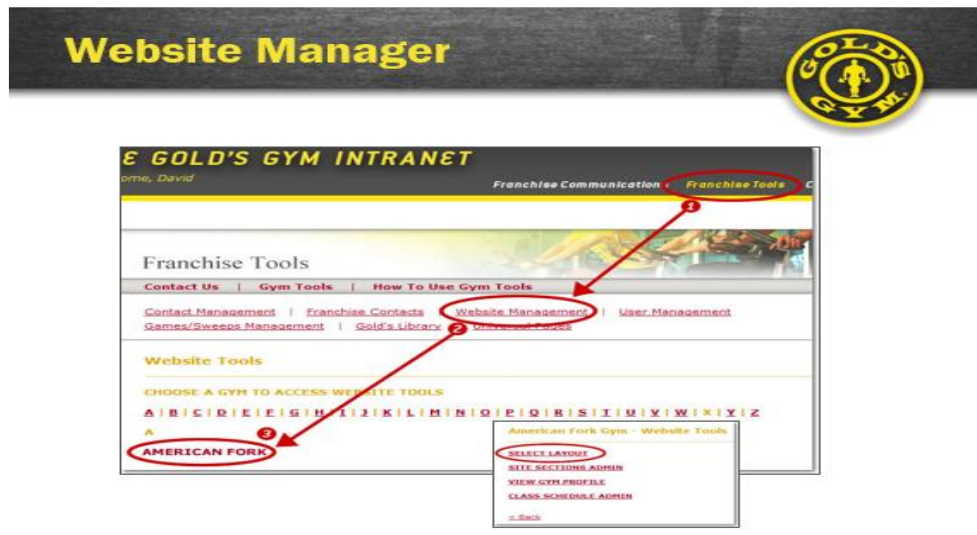 Website Manager
GOLD'S GYM
E GOLD'S GYM INTRANET
ome, David
Franchise Communication Franchise Tools C
1
Franchise Tools
Contact Us | Gym Tools | How To Use Gym Tools
Contact Management | Franchise Contacts Website Management | User Management
Games/Sweeps Management | Gold's Library 2 Pages
Website Tools
CHOOSE A GYM TO ACCESS WEBSITE TOOLS
A | B | C | D | E | F | G | H | I | J | K | L | M | N | O | P | Q | R | S | T | U | V | W | X | Y | Z
A
3
AMERICAN FORK
American Fork Gym - Website Tools
SELECT LAYOUT
SITE SECTIONS ADMIN
VIEW GYM PROFILE
CLASS SCHEDULE ADMIN
< Back